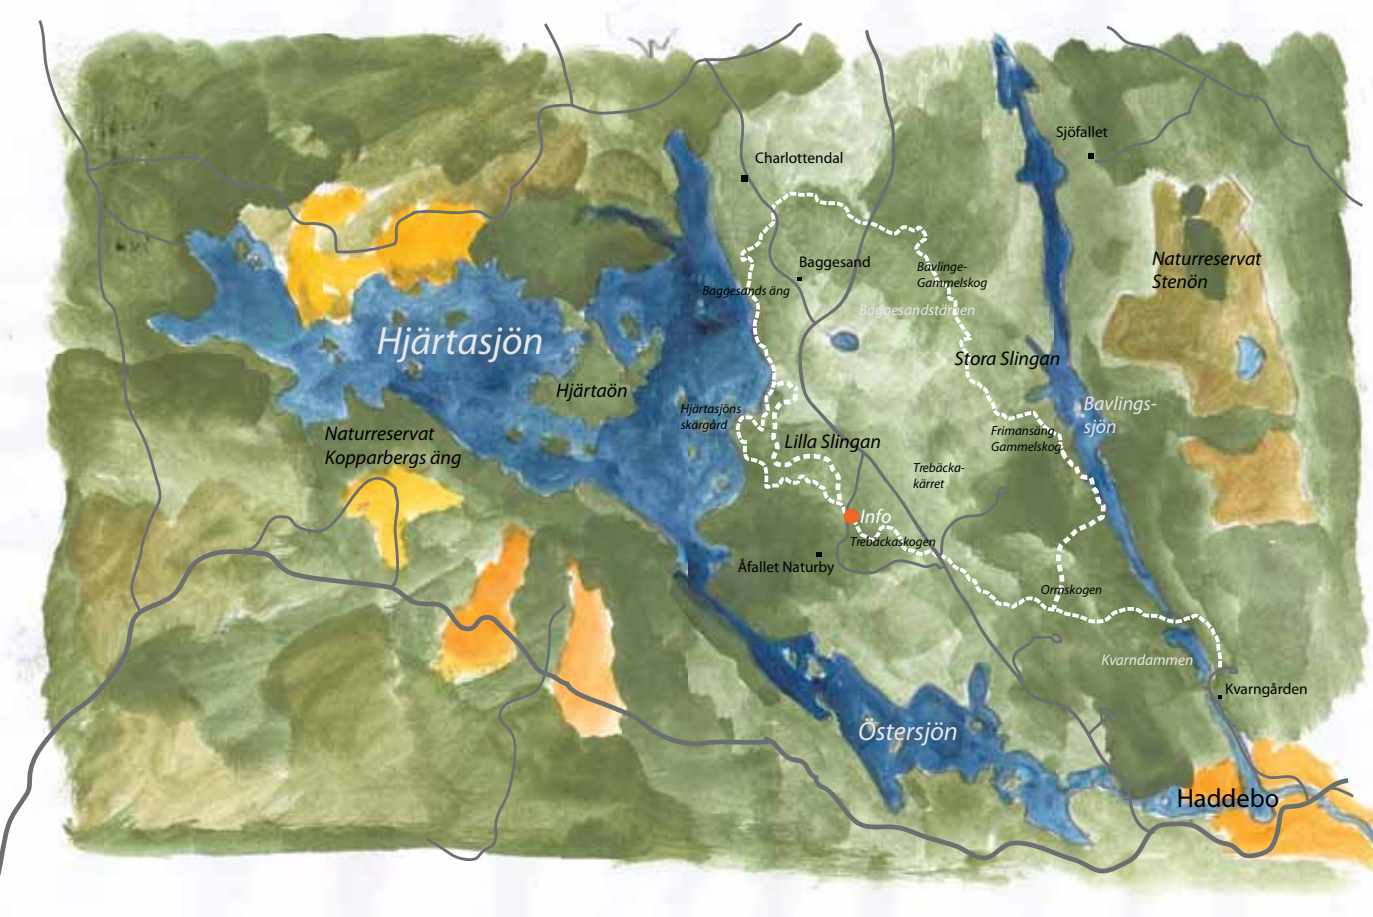 Sjöfallet
Charlottendal
Naturreservat
Stenön
Baggesand
Bavlinge-
Gammelskog
Baggesands äng
Baggesandstärnen
Hjärtasjön
Stora Slingan
Hjärtaön
Hjärtasjöns
skärgård
Bavlings-
sjön
Naturreservat
Kopparbergs äng
Lilla Slingan
Frimansäng
Gammelskog
Trebäcka-
kärret
Info
Trebäckaskogen
Åfallet Naturby
Ormskogen
Kvarndammen
Kvarngården
Östersjön
Haddebo